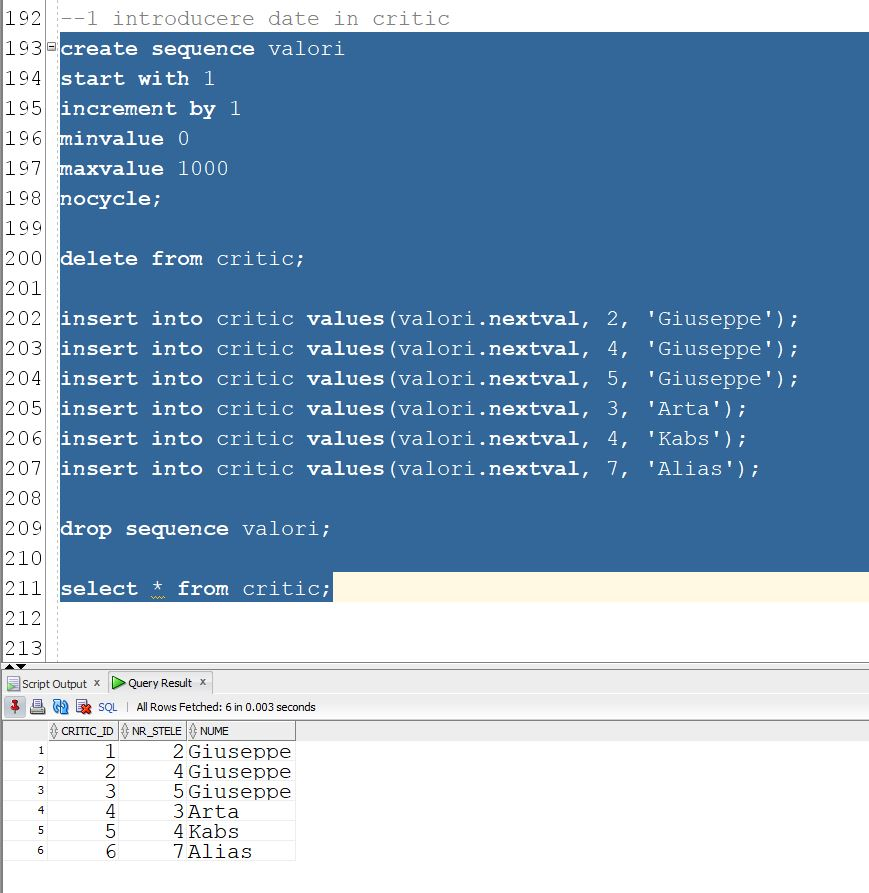 192 --1 introducere date in critic
193 create sequence valori
194 start with 1
195 increment by 1
196 minvalue 0
197 maxvalue 1000
198 nocycle;
199
200 delete from critic;
201
202 insert into critic values(valori.nextval, 2, 'Giuseppe');
203 insert into critic values(valori.nextval, 4, 'Giuseppe');
204 insert into critic values(valori.nextval, 5, 'Giuseppe');
205 insert into critic values(valori.nextval, 3, 'Arta');
206 insert into critic values(valori.nextval, 4, 'Kabs');
207 insert into critic values(valori.nextval, 7, 'Alias');
208
209 drop sequence valori;
210
211 select * from critic;
212
213
Script Output x Query Result x
SQL | All Rows Fetched: 6 in 0.003 seconds
CRITIC_ID NR_STELE NUME
1 1 2 Giuseppe
2 2 4 Giuseppe
3 3 5 Giuseppe
4 4 3 Arta
5 5 4 Kabs
6 6 7 Alias